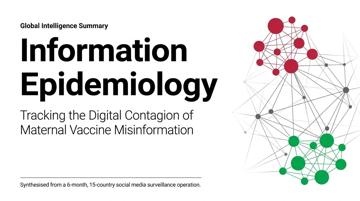 Global Intelligence Summary
Information
Epidemiology
Tracking the Digital Contagion of
Maternal Vaccine Misinformation
Synthesised from a 6-month, 15-country social media surveillance operation.